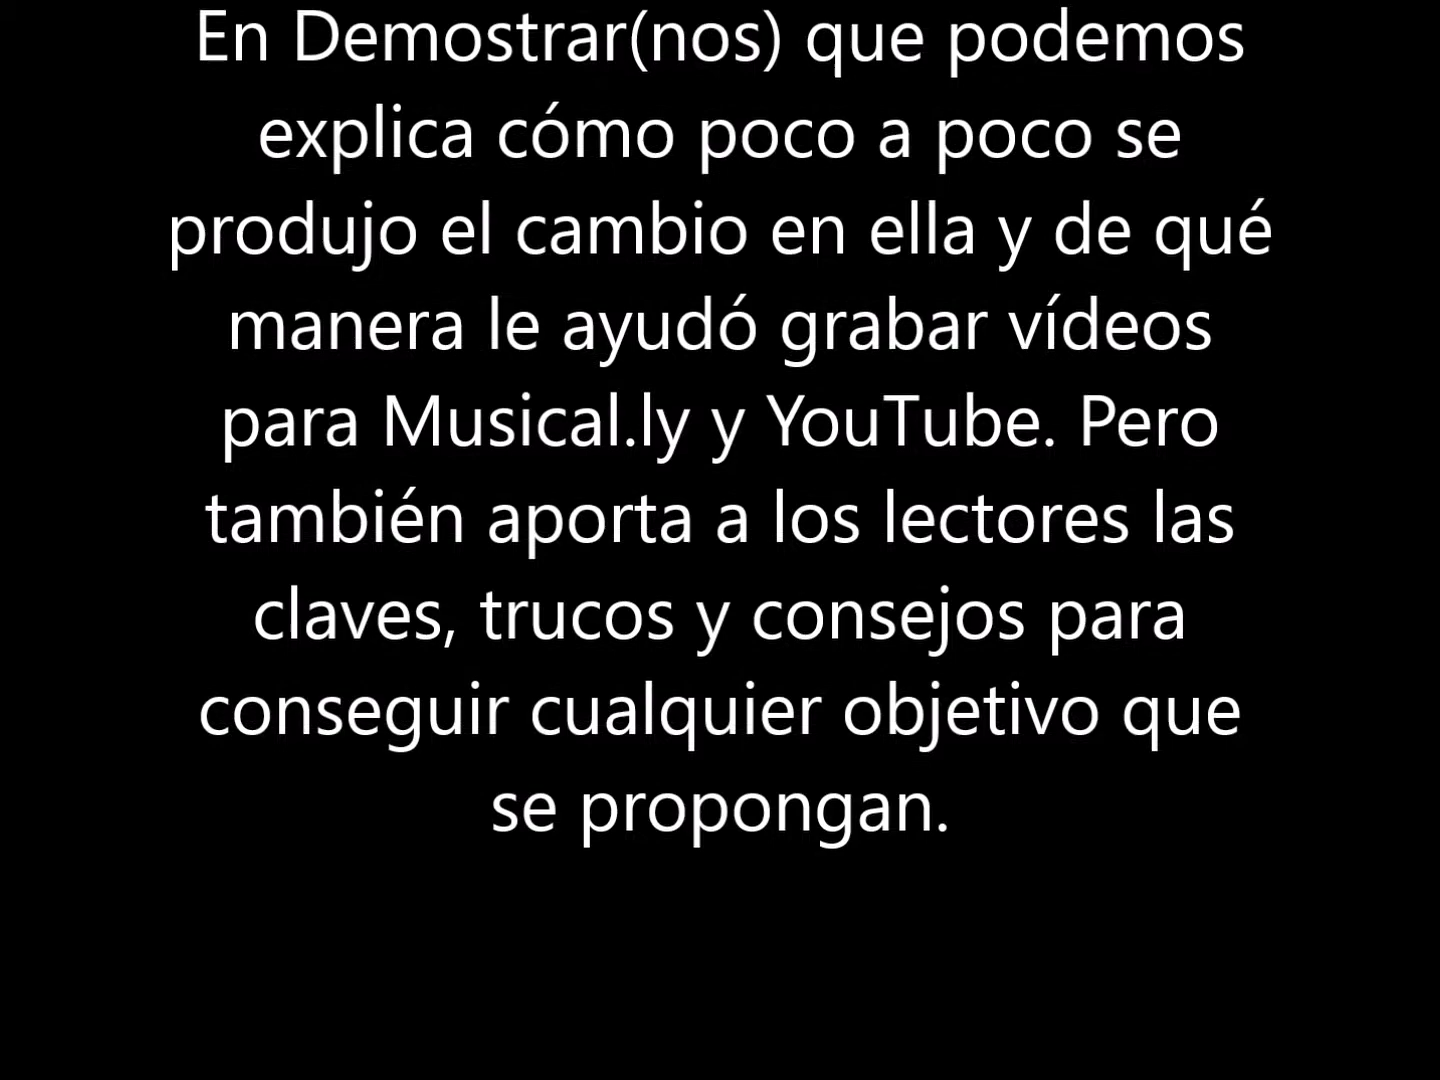 En Demostrar(nos) que podemos
explica cómo poco a poco se
produjo el cambio en ella y de qué
manera le ayudó grabar vídeos
para Musical.ly y YouTube. Pero
también aporta a los lectores las
claves, trucos y consejos para
conseguir cualquier objetivo que
se propongan.